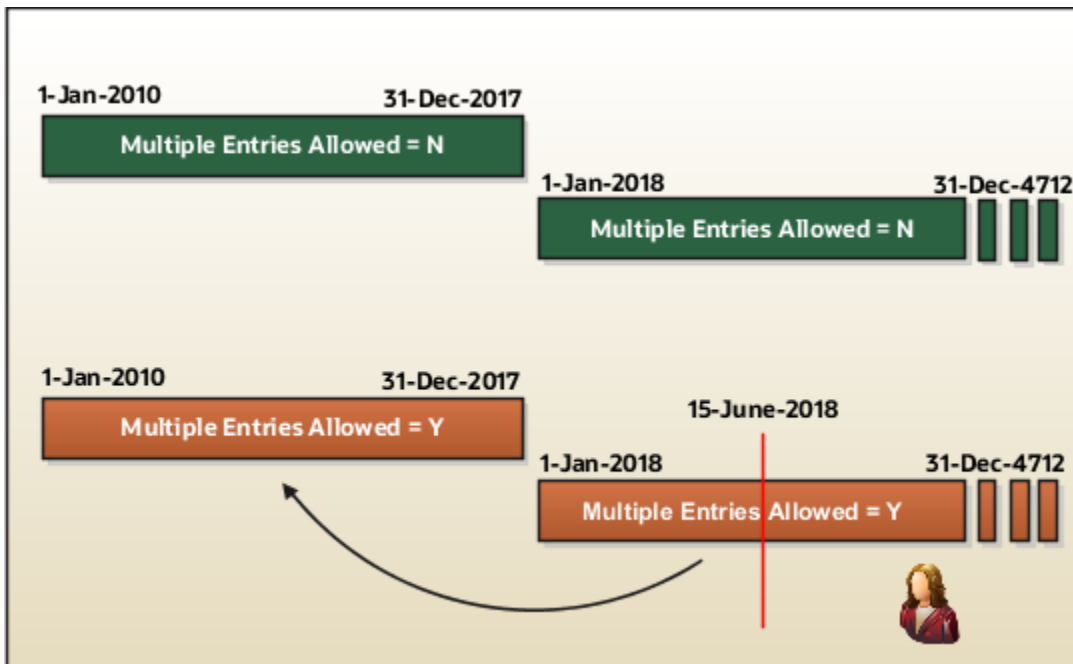 1-Jan-2010 31-Dec-2017
Multiple Entries Allowed = N
1-Jan-2018 31-Dec-4712
Multiple Entries Allowed = N
1-Jan-2010 31-Dec-2017
Multiple Entries Allowed = Y
15-June-2018
1-Jan-2018 31-Dec-4712
Multiple Entries Allowed = Y